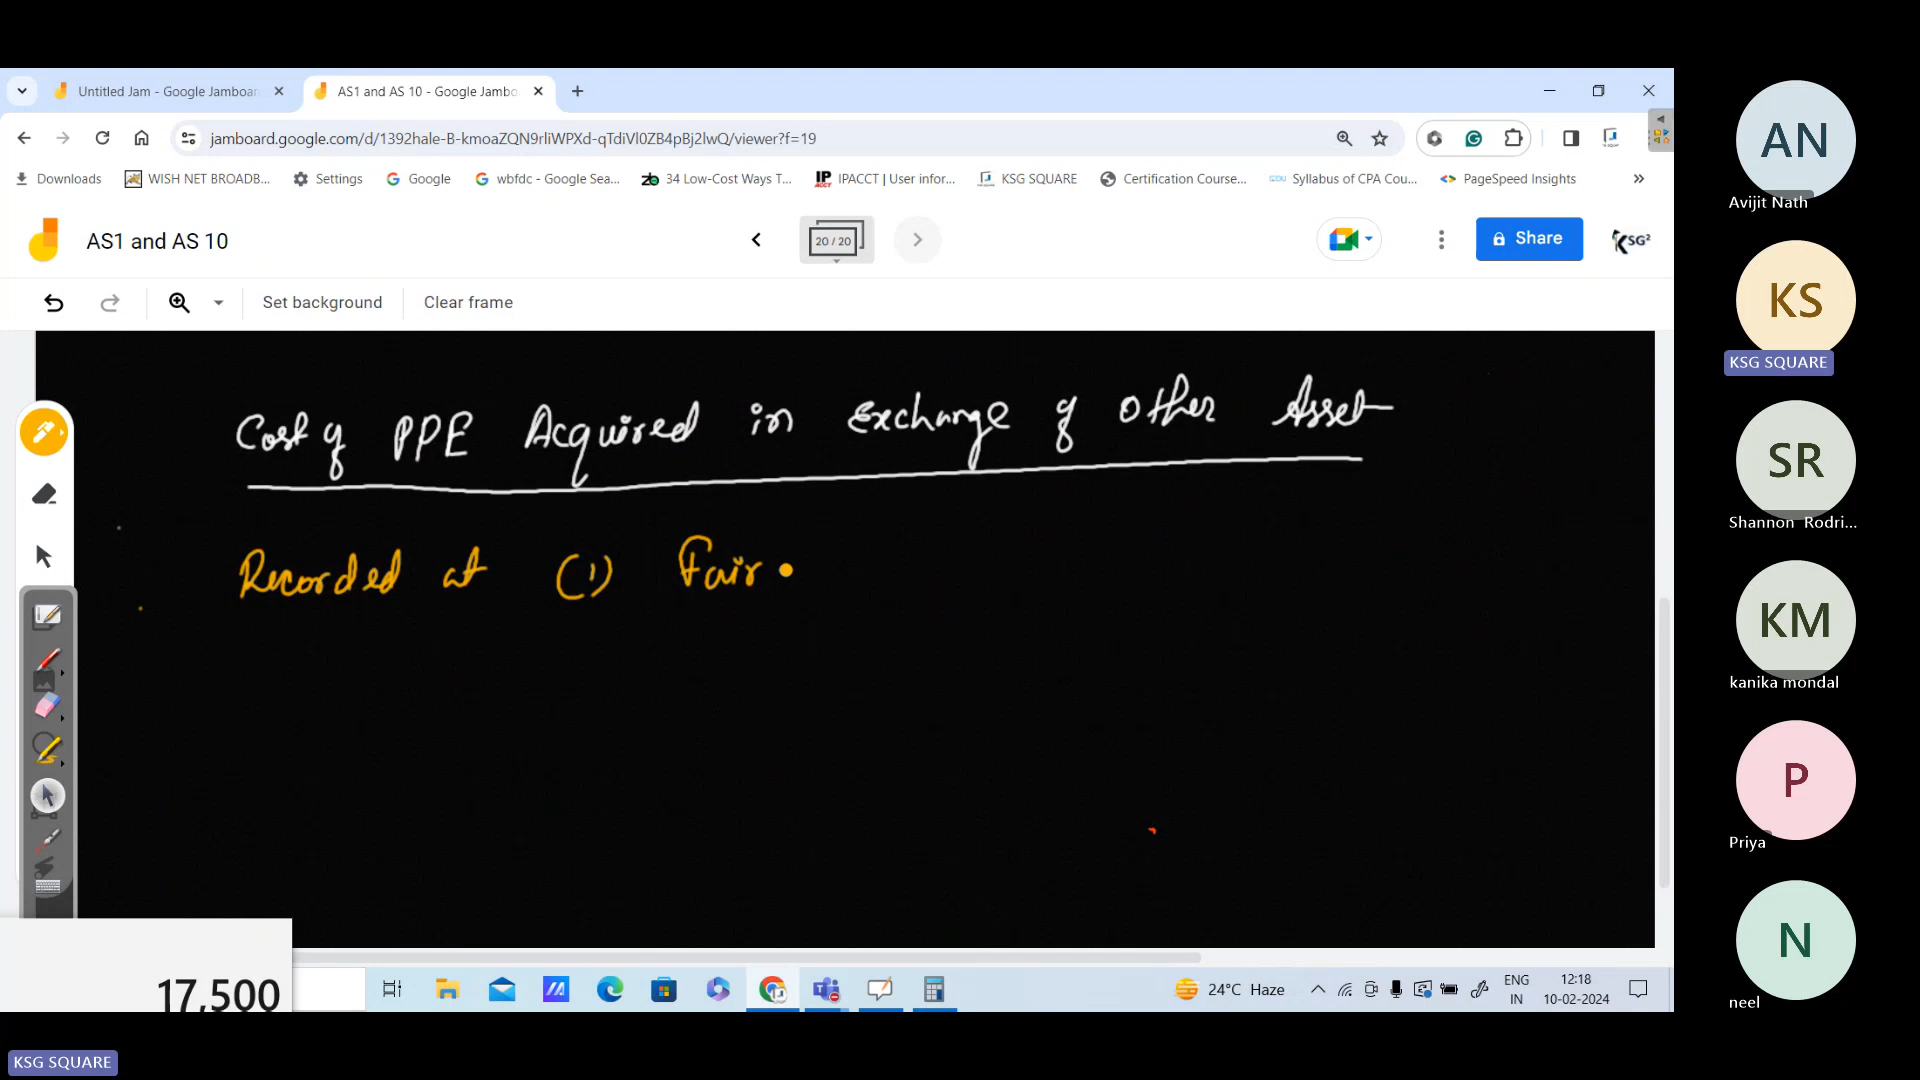 Untitled Jam - Google Jamboar
AS1 and AS 10 - Google Jambo
jamboard.google.com/d/1392hale-B-kmoaZQN9rliWPXd-qTdiVl0ZB4pBj2lwQ/viewer?f=19
Downloads WISH NET BROADB... Settings Google wbfdc - Google Sea... 34 Low-Cost Ways T... IPACCT | User infor... KSG SQUARE Certification Course... Syllabus of CPA Cou... PageSpeed Insights
AS1 and AS 10
20 / 20
Share
KSG²
Set background Clear frame
Cost of PPE Acquired in Exchange of Other Asset
Recorded at (1) Fair
17,500
24°C Haze
ENG
IN
12:18
10-02-2024
AN
Avijit Nath
KS
KSG SQUARE
SR
Shannon Rodri...
KM
kanika mondal
P
Priya
N
neel
KSG SQUARE